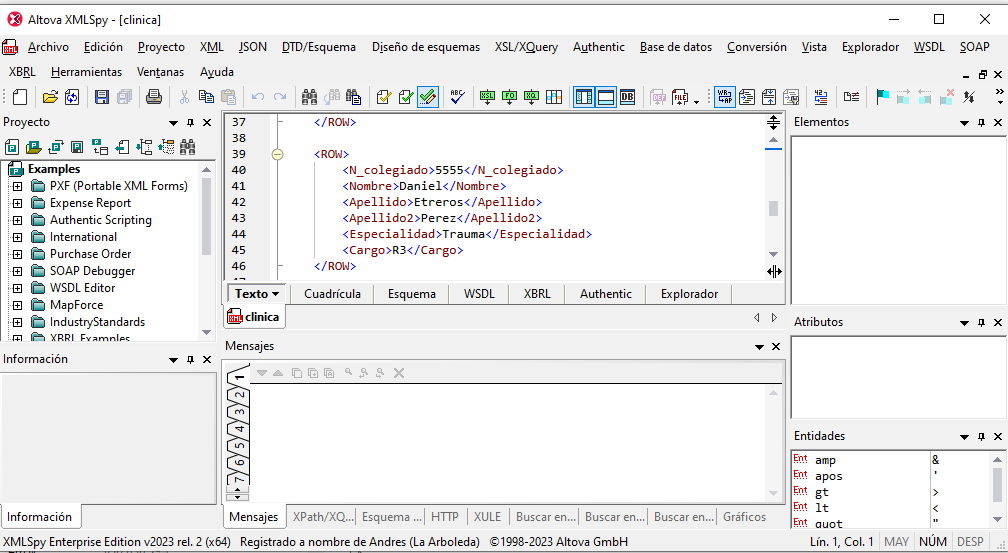 Altova XMLSpy - [clinica]
Archivo Edición Proyecto XML JSON DTD/Esquema Diseño de esquemas XSL/XQuery Authentic Base de datos Conversión Vista Explorador WSDL SOAP
XBRL Herramientas Ventanas Ayuda
Proyecto
Examples
PXF (Portable XML Forms)
Expense Report
Authentic Scripting
International
Purchase Order
SOAP Debugger
WSDL Editor
MapForce
IndustryStandards
XBRL Examples
Información
Información
37 </ROW>
38
39 <ROW>
40 <N_colegiado>5555</N_colegiado>
41 <Nombre>Daniel</Nombre>
42 <Apellido>Etreros</Apellido>
43 <Apellido2>Perez</Apellido2>
44 <Especialidad>Trauma</Especialidad>
45 <Cargo>R3</Cargo>
46 </ROW>
Texto Cuadrícula Esquema WSDL XBRL Authentic Explorador
clinica
Mensajes
1
2
3
4
5
6
7
Mensajes XPath/XQ... Esquema ... HTTP XULE Buscar en... Buscar en... Buscar en... Gráficos
Elementos
Atributos
Entidades
Ent amp &
Ent apos '
Ent gt >
Ent lt <
Ent quot "
XMLSpy Enterprise Edition v2023 rel. 2 (x64) Registrado a nombre de Andres (La Arboleda) ©1998-2023 Altova GmbH Lín. 1, Col. 1 MAY NÚM DESP